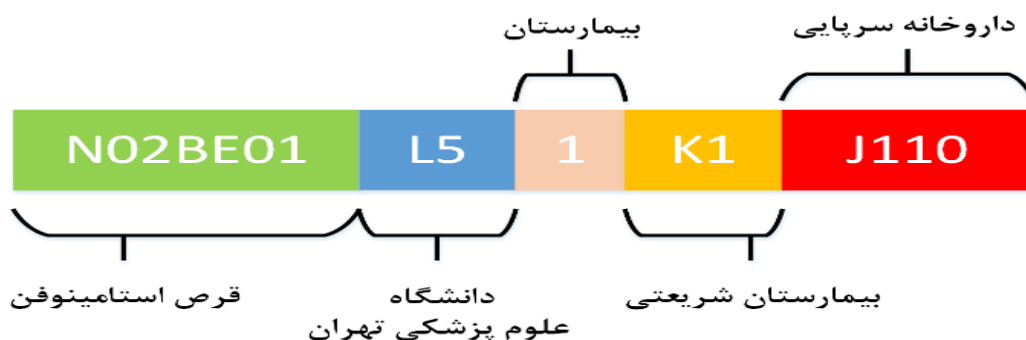 بیمارستان
داروخانه سرپایی
N02BE01
L5
1
K1
J110
قرص استامینوفن
دانشگاه
علوم پزشکی تهران
بیمارستان شریعتی